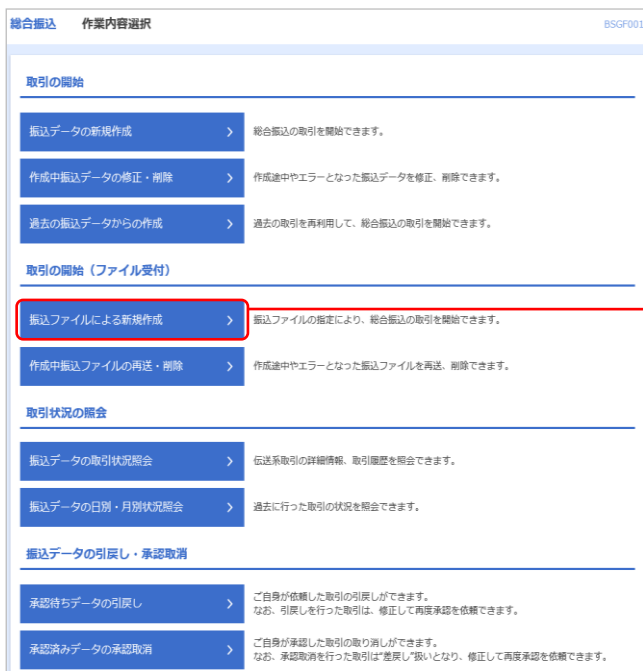 総合振込 作業内容選択 BSGF001
取引の開始
振込データの新規作成 総合振込の取引を開始できます。
作成中振込データの修正・削除 作成途中やエラーとなった振込データを修正、削除できます。
過去の振込データからの作成 過去の取引を再利用して、総合振込の取引を開始できます。
取引の開始（ファイル受付）
振込ファイルによる新規作成 振込ファイルの指定により、総合振込の取引を開始できます。
作成中振込ファイルの再送・削除 作成途中やエラーとなった振込ファイルを再送、削除できます。
取引状況の照会
振込データの取引状況照会 伝送系取引の詳細情報、取引履歴を照会できます。
振込データの日別・月別状況照会 過去に行った取引の状況を照会できます。
振込データの引戻し・承認取消
承認待ちデータの引戻し ご自身が依頼した取引の引戻しができます。
なお、引戻しを行った取引は、修正して再度承認を依頼できます。
承認済みデータの承認取消 ご自身が承認した取引の取り消しができます。
なお、承認取消を行った取引は“差戻し”扱いとなり、修正して再度承認を依頼できます。